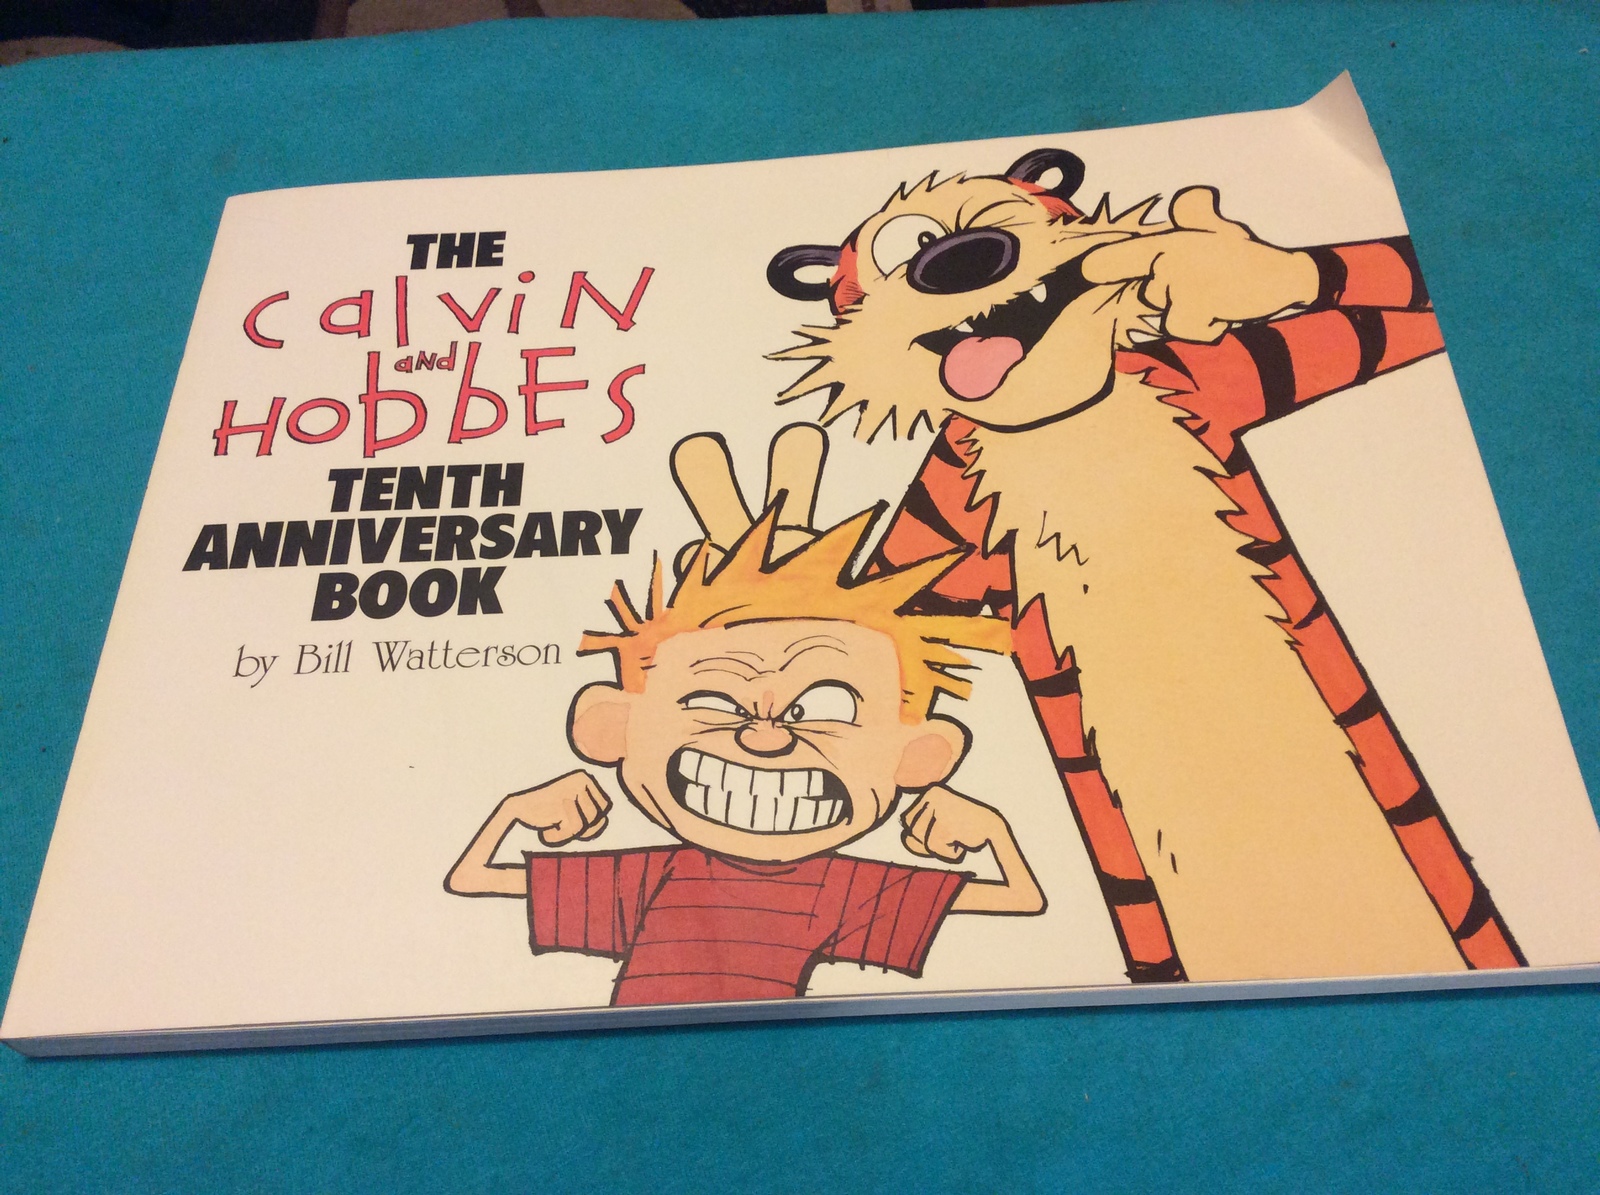 THE
Calvin
and
HobbEs
TENTH
ANNIVERSARY
BOOK
by Bill Watterson